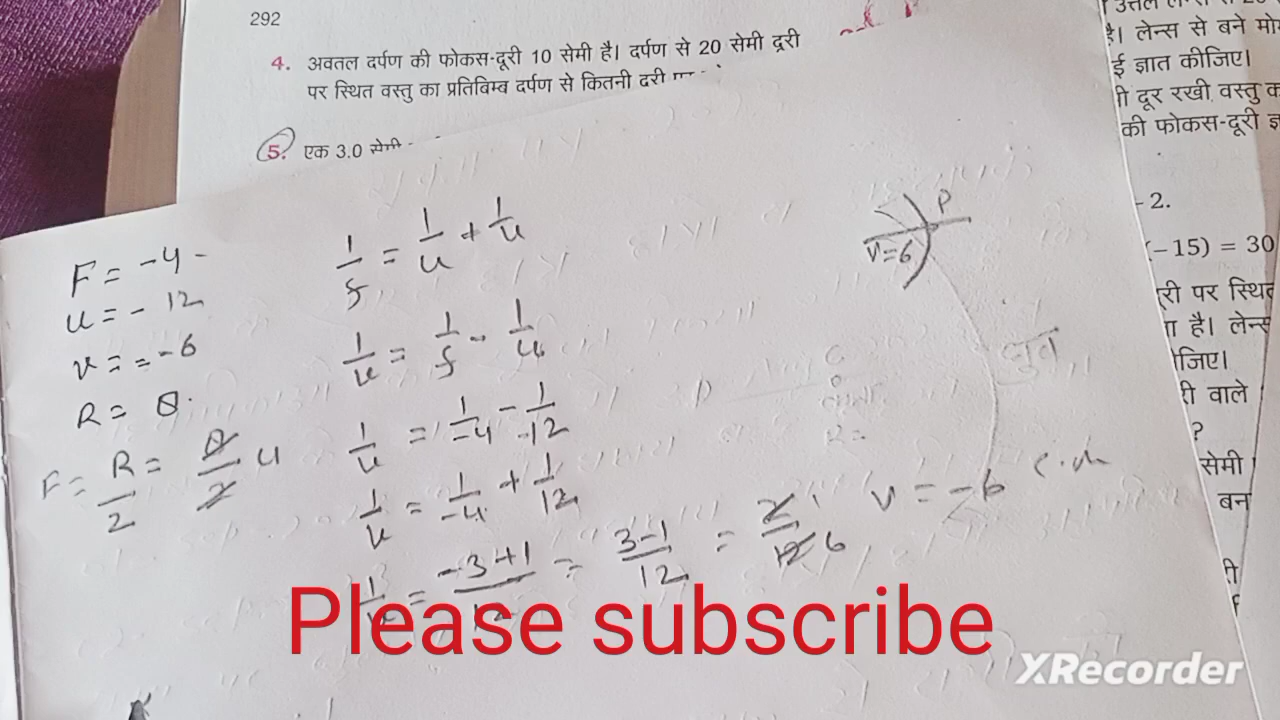 292
4. अवतल दर्पण की फोकस-दूरी 10 सेमी है। दर्पण से 20 सेमी दूरी
पर स्थित वस्तु का प्रतिबिम्ब दर्पण से कितनी दूरी
5. एक 3.0 सेमी
है। लेन्स से बने
ई ज्ञात कीजिए।
ी दूर रखी वस्तु
की फोकस-दूरी
-2.
(-15) = 30
री पर स्थित
है। लेन्स
जिए।
री वाले
?
सेमी
बन
F = -4
u = - 12
v = = -6
R = 8
F = R/2 = 8/2 4
1/f = 1/u + 1/u
1/u = 1/f - 1/u
1/u = 1/-4 - 1/-12
1/v = 1/-4 + 1/12
1/v = -3+1/12 = 3-1/12 = 2/12 6
v = -6 c.m
P
v=6
Please subscribe
XRecorder